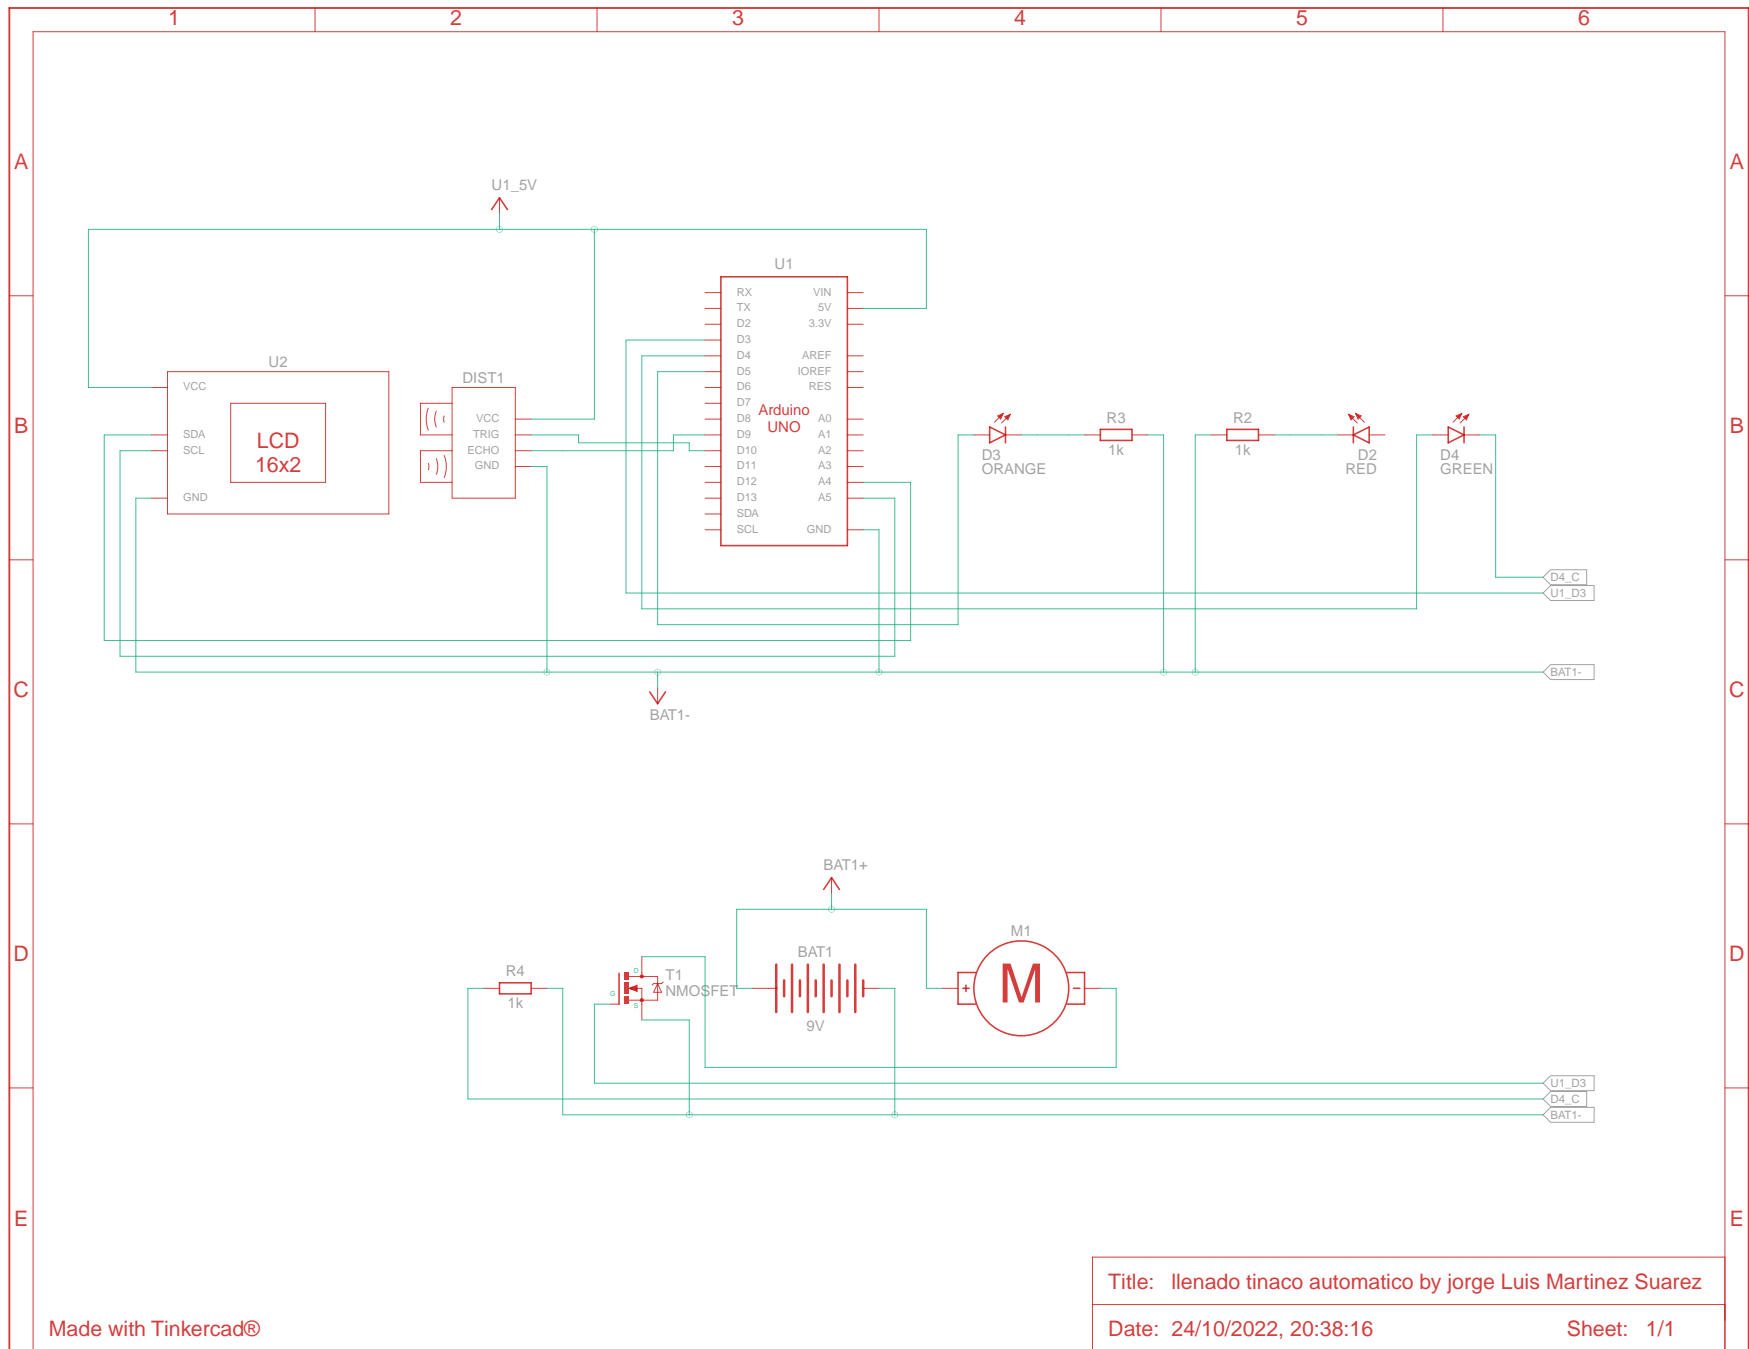 1 2 3 4 5 6
A A
U1_5V
U1
RX VIN
TX 5V
D2 3.3V
D3
D4 AREF
D5 IOREF
D6 RES
D7
D8 A0
D9 A1
D10 A2
D11 A3
D12 A4
D13 A5
SDA
SCL GND
Arduino
UNO
B B
U2
VCC
SDA
SCL
GND
LCD
16x2
DIST1
VCC
TRIG
ECHO
GND
D3
ORANGE
R3
1k
R2
1k
D2
RED
D4
GREEN
D4_C
U1_D3
C C
BAT1-
BAT1-
BAT1+
D D
R4
1k
D
G
S
T1
NMOSFET
BAT1
9V
M1
M
+ -
U1_D3
D4_C
BAT1-
E E
Title: llenado tinaco automatico by jorge Luis Martinez Suarez
Made with Tinkercad®
Date: 24/10/2022, 20:38:16 Sheet: 1/1